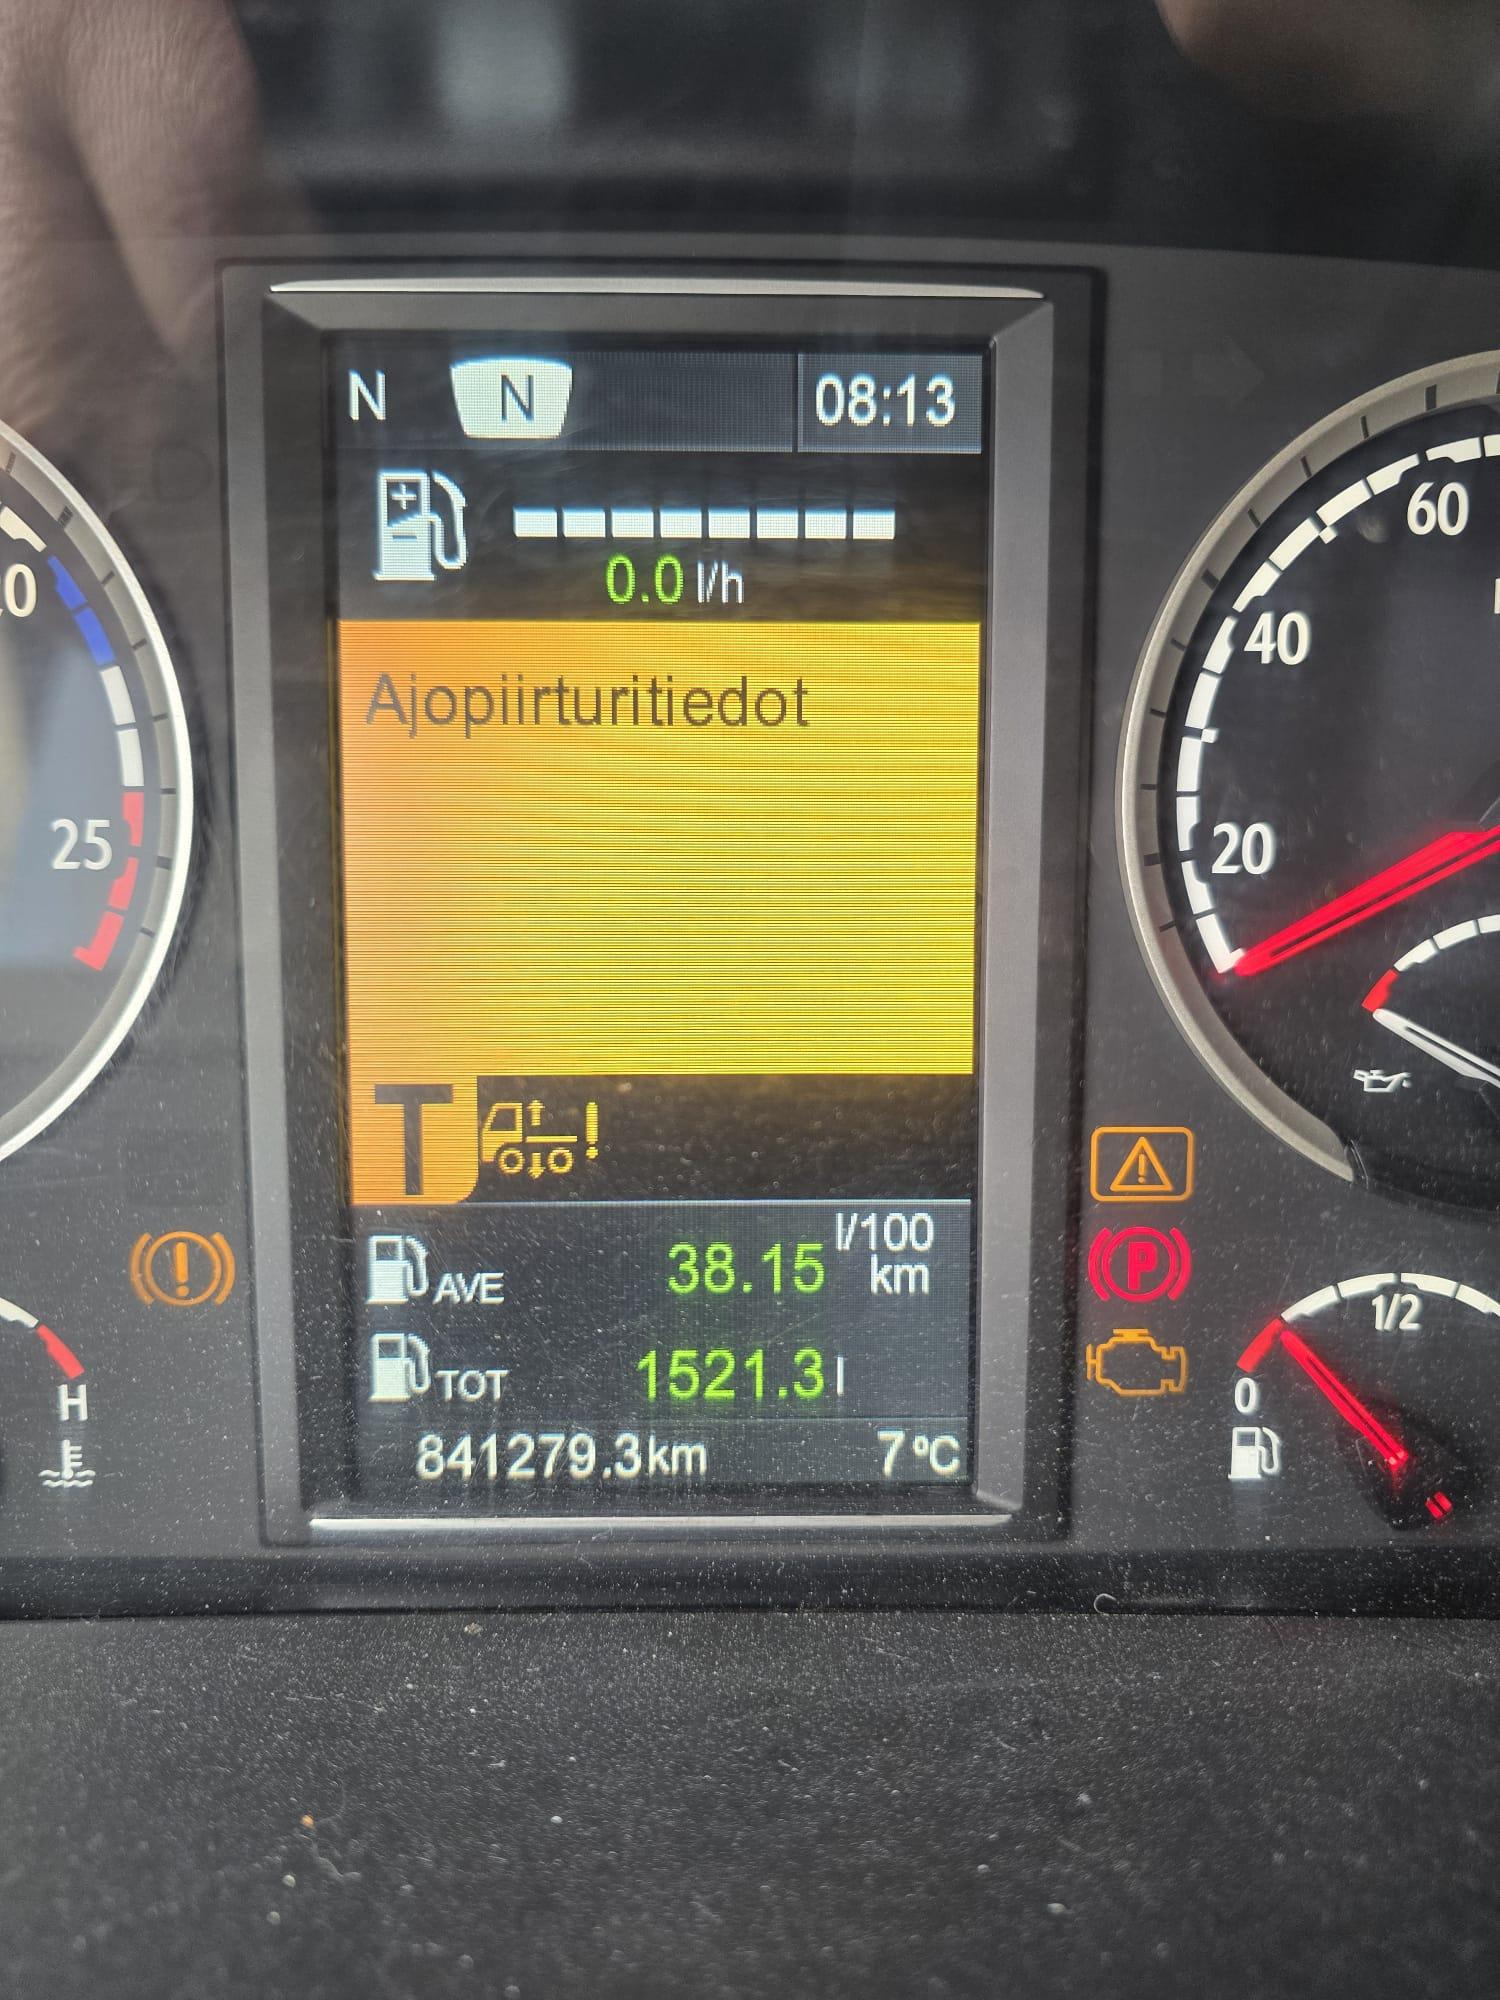 N N 08:13
0.0 l/h
Ajopiirturitiedot
T !
AVE 38.15 l/100 km
TOT 1521.3 l
841279.3km 7°C
25
H
60
40
20
P
1/2
0